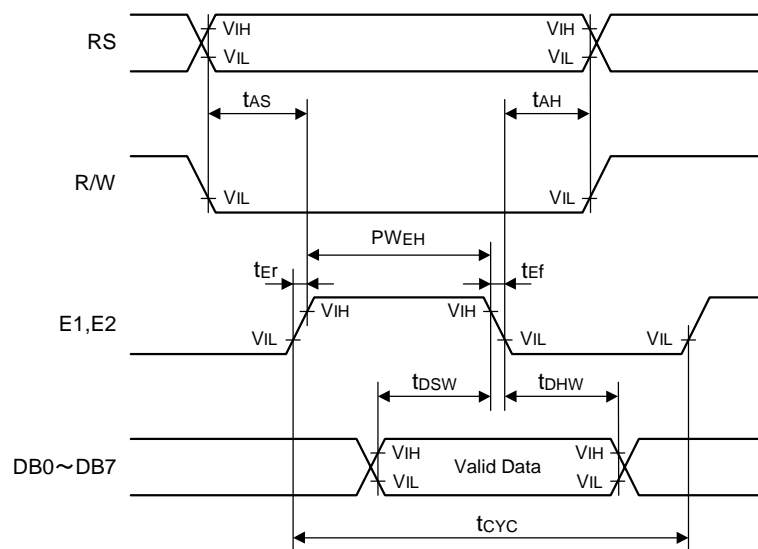 RS
VIH
VIL
VIH
VIL
tAS
tAH
R/W
VIL
VIL
PWEH
tEr
tEf
E1,E2
VIH
VIL
VIH
VIL
VIL
tDSW
tDHW
DB0～DB7
VIH
VIL
Valid Data
VIH
VIL
tCYC